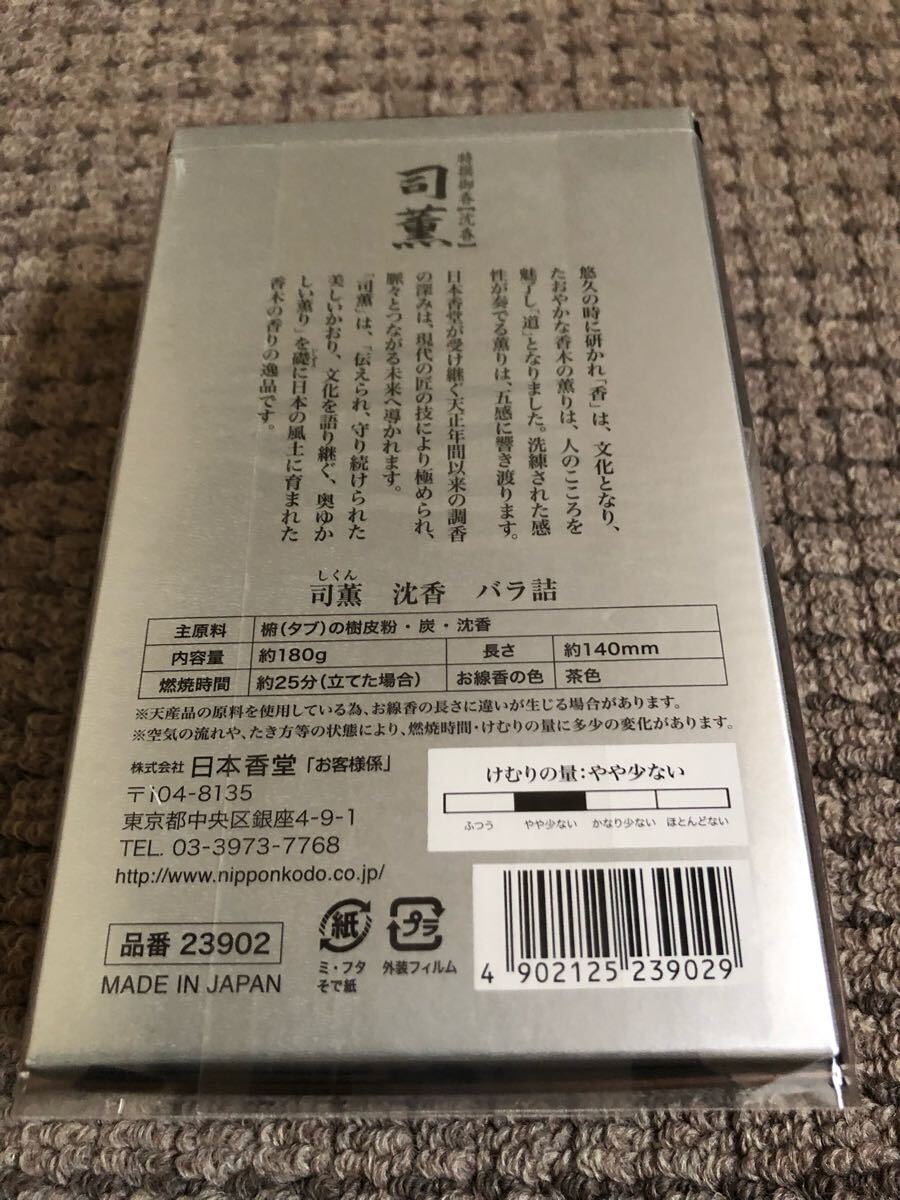 特撰御香【沈香】
司薫
悠久の時に研かれ「香」は、文化となり、
たおやかな香木の薫りは、人のこころを
魅了し「道」となりました。洗練された感
性が奏でる薫りは、五感に響き渡ります。
日本香堂が受け継ぐ天正年間以来の調香
の深みは、現代の匠の技により極められ、
脈々とつながる未来へ導かれます。
「司薫」は、「伝えられ、守り続けられた
美しいかおり、文化を語り継ぐ、奥ゆか
しい薫り」を礎に日本の風土に育まれた
いしずえ
香木の香りの逸品です。
しくん
司薫 沈香 バラ詰
主原料 椨(タブ)の樹皮粉・炭・沈香
内容量 約180g 長さ 約140mm
燃焼時間 約25分(立てた場合) お線香の色 茶色
※天産品の原料を使用している為、お線香の長さに違いが生じる場合があります。
※空気の流れや、たき方等の状態により、燃焼時間・けむりの量に多少の変化があります。
株式会社 日本香堂「お客様係」
〒104-8135
東京都中央区銀座4-9-1
TEL. 03-3973-7768
http://www.nipponkodo.co.jp/
けむりの量:やや少ない
ふつう やや少ない かなり少ない ほとんどない
品番 23902
MADE IN JAPAN
紙
ミ・フタ
そで紙
プラ
外装フィルム
4 902125 239029